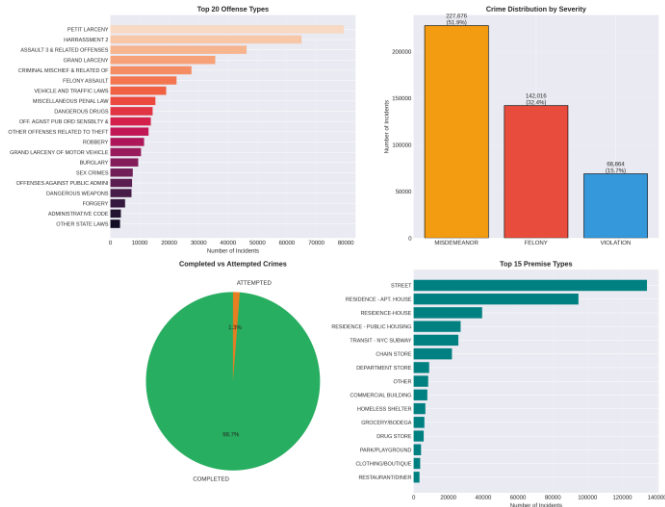 Top 20 Offense Types
PETIT LARCENY
HARRASSMENT 2
ASSAULT 3 & RELATED OFFENSES
GRAND LARCENY
CRIMINAL MISCHIEF & RELATED OF
FELONY ASSAULT
VEHICLE AND TRAFFIC LAWS
MISCELLANEOUS PENAL LAW
DANGEROUS DRUGS
OFF. AGNST PUB ORD SENSBLTY &
OTHER OFFENSES RELATED TO THEFT
ROBBERY
GRAND LARCENY OF MOTOR VEHICLE
BURGLARY
SEX CRIMES
OFFENSES AGAINST PUBLIC ADMINI
DANGEROUS WEAPONS
FORGERY
ADMINISTRATIVE CODE
OTHER STATE LAWS
0 10000 20000 30000 40000 50000 60000 70000 80000
Number of Incidents
Crime Distribution by Severity
227,676
(51.9%)
142,016
(32.4%)
68,864
(15.7%)
200000
150000
100000
50000
0
Number of Incidents
MISDEMEANOR FELONY VIOLATION
Completed vs Attempted Crimes
ATTEMPTED
1.3%
98.7%
COMPLETED
Top 15 Premise Types
STREET
RESIDENCE - APT. HOUSE
RESIDENCE-HOUSE
RESIDENCE - PUBLIC HOUSING
TRANSIT - NYC SUBWAY
CHAIN STORE
DEPARTMENT STORE
OTHER
COMMERCIAL BUILDING
HOMELESS SHELTER
GROCERY/BODEGA
DRUG STORE
PARK/PLAYGROUND
CLOTHING/BOUTIQUE
RESTAURANT/DINER
0 20000 40000 60000 80000 100000 120000 140000
Number of Incidents